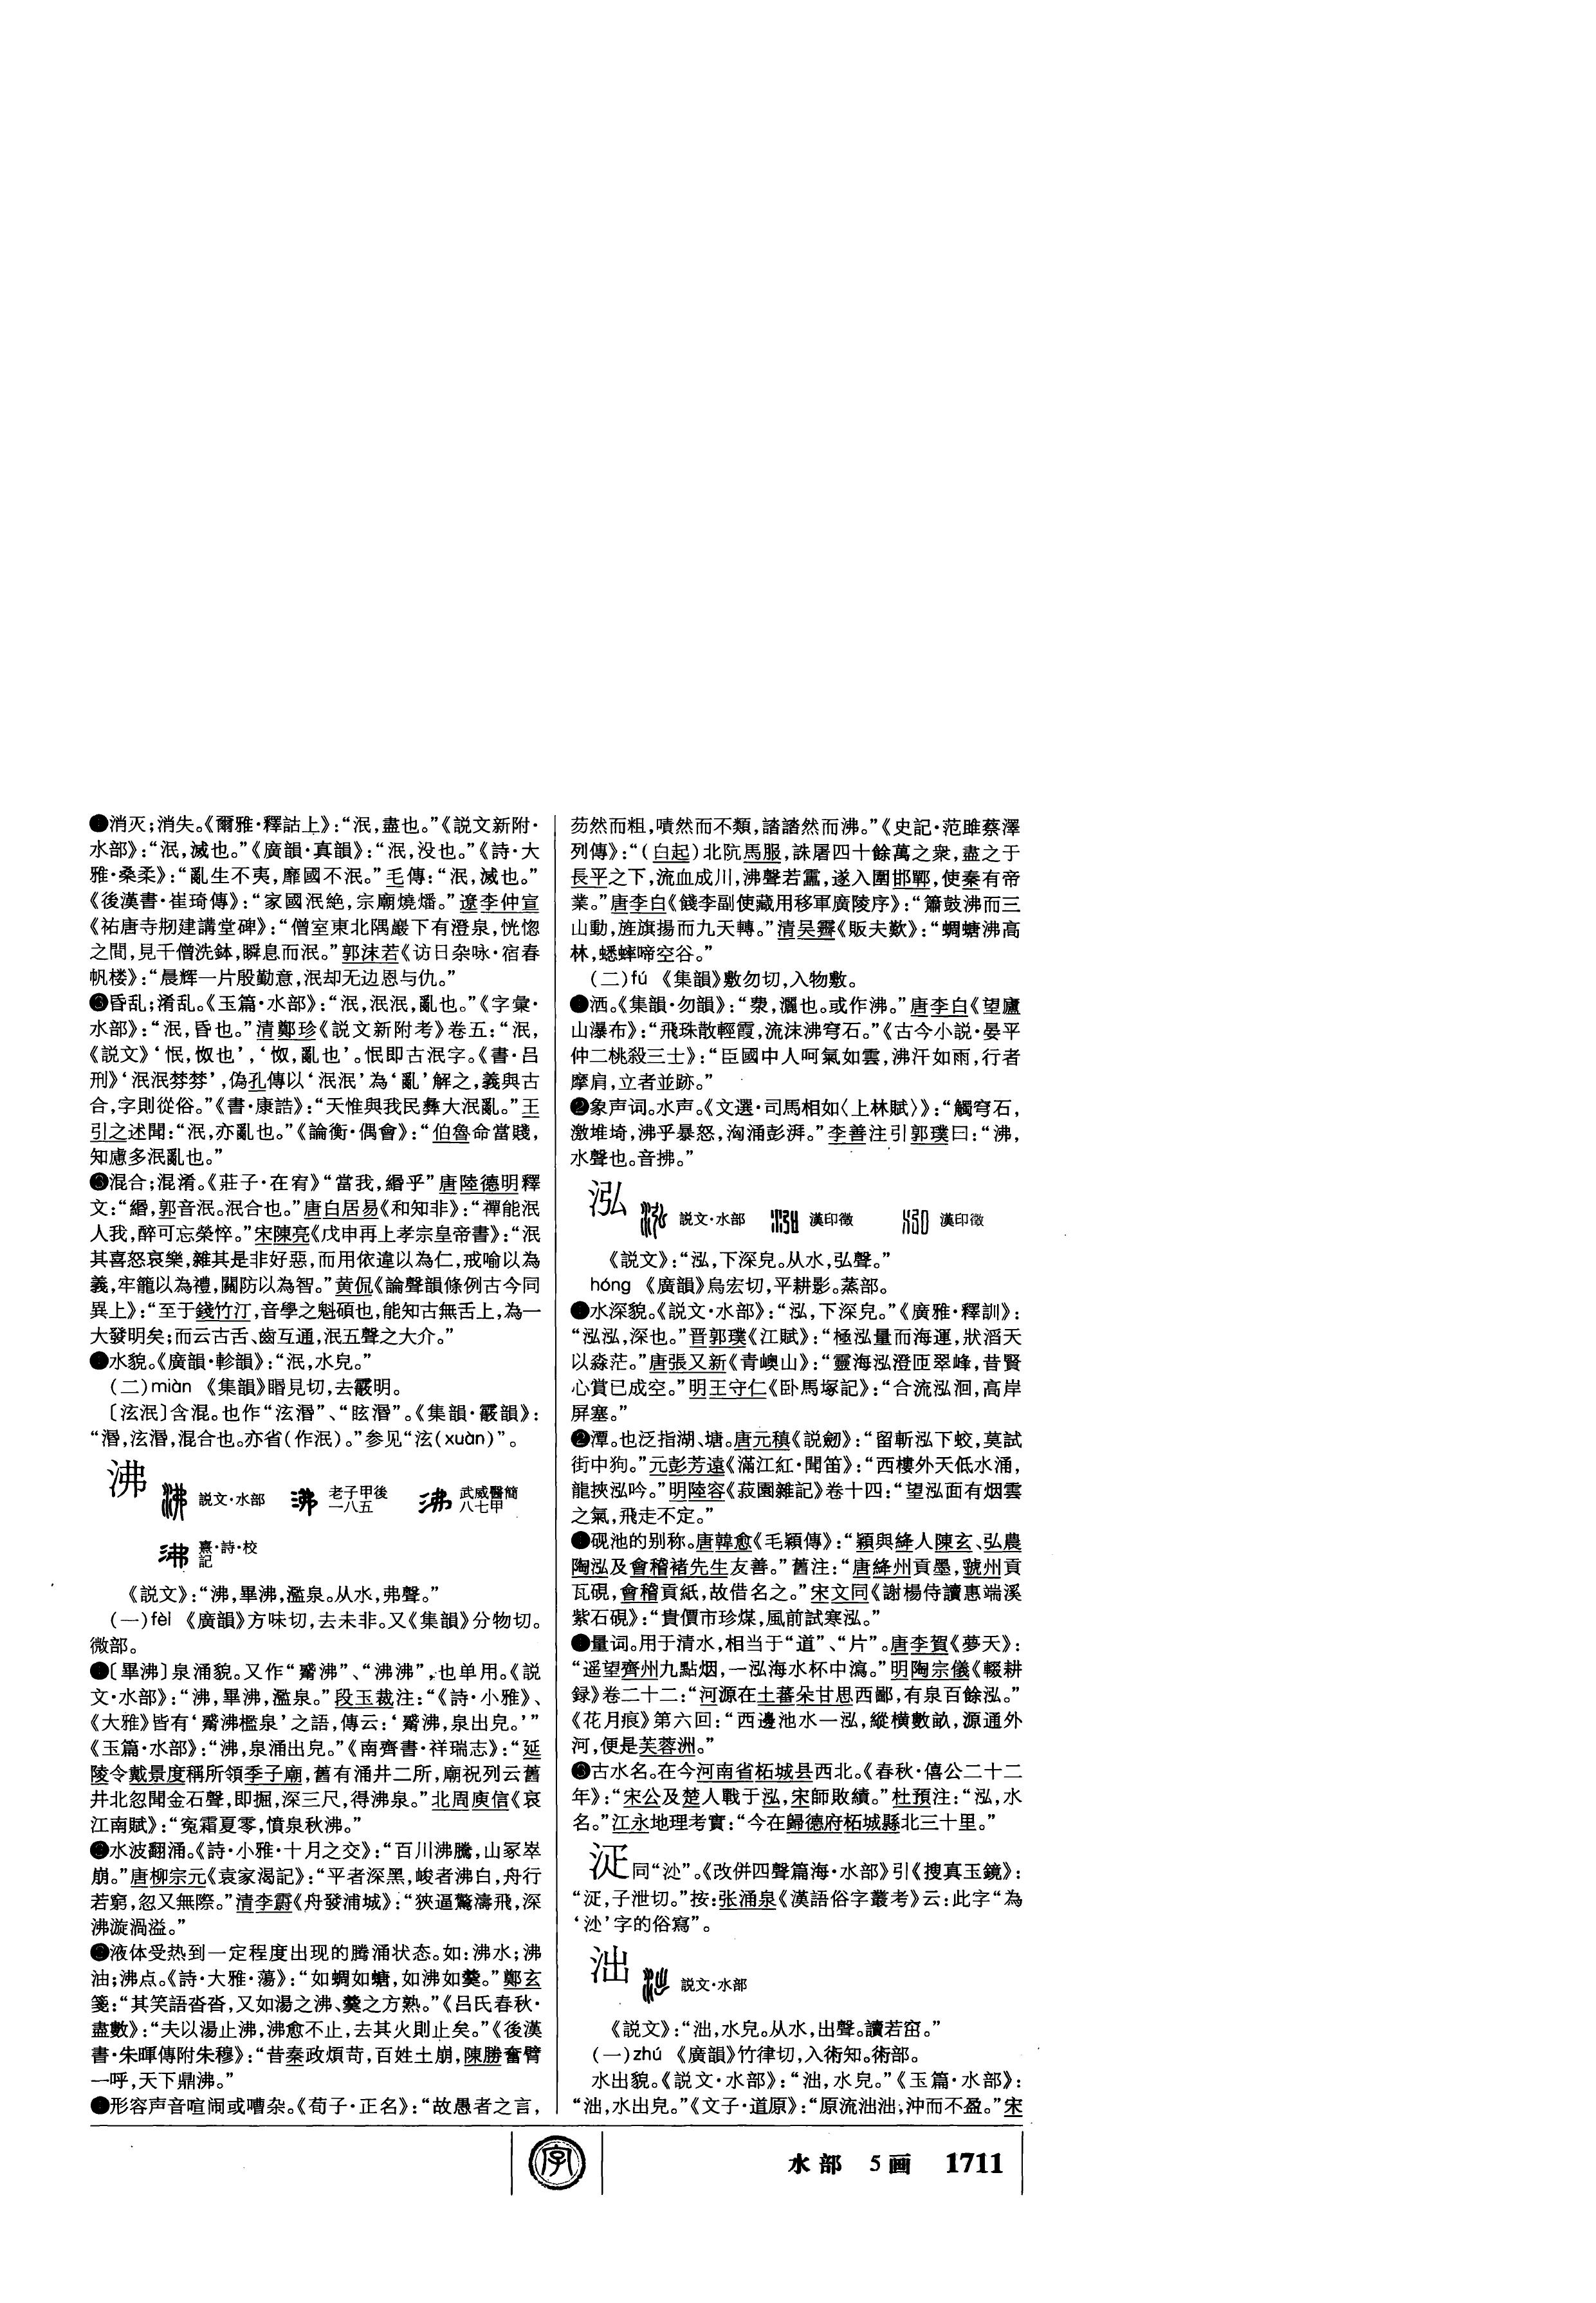 消灭；消失。《爾雅·釋詁上》：“泯，盡也。”《説文新附·
水部》：“泯，滅也。”《廣韻·真韻》：“泯，没也。”《詩·大
雅·桑柔》：“亂生不夷，靡國不泯。”毛傳：“泯，滅也。”
《後漢書·崔琦傳》：“家國泯絶，宗廟燒燔。”遼李仲宣
《祐唐寺刱建講堂碑》：“僧室東北隅巖下有澄泉，恍惚
之間，見千僧洗鉢，瞬息而泯。”郭沫若《访日杂咏·宿春
帆楼》：“晨辉一片殷勤意，泯却无边恩与仇。”
昏乱；淆乱。《玉篇·水部》：“泯，泯泯，亂也。”《字彙·
水部》：“泯，昏也。”清鄭珍《説文新附考》卷五：“泯，
《説文》‘怋，怓也’，‘怓，亂也’。怋即古泯字。《書·吕
刑》‘泯泯棼棼’，偽孔傳以‘泯泯’為‘亂’解之，義與古
合，字則從俗。”《書·康誥》：“天惟與我民彝大泯亂。”王
引之述聞：“泯，亦亂也。”《論衡·偶會》：“伯魯命當賤，
知慮多泯亂也。”
混合；混淆。《莊子·在宥》“當我，緡乎”唐陸德明釋
文：“緡，郭音泯。泯合也。”唐白居易《和知非》：“禪能泯
人我，醉可忘榮悴。”宋陳亮《戊申再上孝宗皇帝書》：“泯
其喜怒哀樂，雜其是非好惡，而用依違以為仁，戒喻以為
義，牢籠以為禮，關防以為智。”黄侃《論聲韻條例古今同
異上》：“至于錢竹汀，音學之魁碩也，能知古無舌上，為一
大發明矣；而云古舌、齒互通，泯五聲之大介。”
水貌。《廣韻·軫韻》：“泯，水皃。”
（二）miàn 《集韻》眳見切，去霰明。
〔泫泯〕含混。也作“泫湣”、“眩湣”。《集韻·霰韻》：
“湣，泫湣，混合也。亦省（作泯）。”参见“泫（xuàn）”。
沸 説文·水部 老子甲後一八五 武威醫簡八七甲
熹·詩·校記
《説文》：“沸，畢沸，濫泉。从水，弗聲。”
（一）fèi 《廣韻》方味切，去未非。又《集韻》分物切。
微部。
〔畢沸〕泉涌貌。又作“觱沸”、“沸沸”，也单用。《説
文·水部》：“沸，畢沸，濫泉。”段玉裁注：“《詩·小雅》、
《大雅》皆有‘觱沸檻泉’之語，傳云：‘觱沸，泉出皃。’”
《玉篇·水部》：“沸，泉涌出皃。”《南齊書·祥瑞志》：“延
陵令戴景度稱所領季子廟，舊有涌井二所，廟祝列云舊
井北忽聞金石聲，即掘，深三尺，得沸泉。”北周庾信《哀
江南賦》：“寃霜夏零，憤泉秋沸。”
❷水波翻涌。《詩·小雅·十月之交》：“百川沸騰，山冢崒
崩。”唐柳宗元《袁家渴記》：“平者深黑，峻者沸白，舟行
若窮，忽又無際。”清李霨《舟發浦城》：“狹逼驚濤飛，深
沸漩渦溢。”
液体受热到一定程度出现的腾涌状态。如：沸水；沸
油；沸点。《詩·大雅·蕩》：“如蜩如螗，如沸如羹。”鄭玄
箋：“其笑語沓沓，又如湯之沸、羹之方熟。”《吕氏春秋·
盡數》：“夫以湯止沸，沸愈不止，去其火則止矣。”《後漢
書·朱暉傳附朱穆》：“昔秦政煩苛，百姓土崩，陳勝奮臂
一呼，天下鼎沸。”
形容声音喧闹或嘈杂。《荀子·正名》：“故愚者之言，
芴然而粗，嘖然而不類，誻誻然而沸。”《史記·范雎蔡澤
列傳》：“（白起）北阬馬服，誅屠四十餘萬之衆，盡之于
長平之下，流血成川，沸聲若靁，遂入圍邯鄲，使秦有帝
業。”唐李白《餞李副使藏用移軍廣陵序》：“簫鼓沸而三
山動，旌旗揚而九天轉。”清吴霽《販夫歎》：“蜩螗沸高
林，蟋蟀啼空谷。”
（二）fú 《集韻》敷勿切，入物敷。
洒。《集韻·勿韻》：“㵒，灑也。或作沸。”唐李白《望廬
山瀑布》：“飛珠散輕霞，流沫沸穹石。”《古今小説·晏平
仲二桃殺三士》：“臣國中人呵氣如雲，沸汗如雨，行者
摩肩，立者並跡。”
❷象声词。水声。《文選·司馬相如〈上林賦〉》：“觸穹石，
激堆埼，沸乎暴怒，洶涌彭湃。”李善注引郭璞曰：“沸，
水聲也。音拂。”
泓 説文·水部 漢印徵 漢印徵
《説文》：“泓，下深皃。从水，弘聲。”
hóng 《廣韻》烏宏切，平耕影。蒸部。
水深貌。《説文·水部》：“泓，下深皃。”《廣雅·釋訓》：
“泓泓，深也。”晋郭璞《江賦》：“極泓量而海運，狀滔天
以淼茫。”唐張又新《青嶼山》：“靈海泓澄匝翠峰，昔賢
心賞已成空。”明王守仁《卧馬塚記》：“合流泓洄，高岸
屏塞。”
❷潭。也泛指湖、塘。唐元稹《説劒》：“留斬泓下蛟，莫試
街中狗。”元彭芳遠《滿江紅·聞笛》：“西樓外天低水涌，
龍挾泓吟。”明陸容《菽園雜記》卷十四：“望泓面有烟雲
之氣，飛走不定。”
砚池的别称。唐韓愈《毛穎傳》：“穎與絳人陳玄、弘農
陶泓及會稽褚先生友善。”舊注：“唐絳州貢墨，虢州貢
瓦硯，會稽貢紙，故借名之。”宋文同《謝楊侍讀惠端溪
紫石硯》：“貴價市珍煤，風前試寒泓。”
量词。用于清水，相当于“道”、“片”。唐李賀《夢天》：
“遥望齊州九點烟，一泓海水杯中瀉。”明陶宗儀《輟耕
録》卷二十二：“河源在土蕃朵甘思西鄙，有泉百餘泓。”
《花月痕》第六回：“西邊池水一泓，縱横數畝，源通外
河，便是芙蓉洲。”
古水名。在今河南省柘城县西北。《春秋·僖公二十二
年》：“宋公及楚人戰于泓，宋師敗績。”杜預注：“泓，水
名。”江永地理考實：“今在歸德府柘城縣北三十里。”
同“沚”。《改併四聲篇海·水部》引《搜真玉鏡》：
子泄切。”按：张涌泉《漢語俗字叢考》云：此字“為
字的俗寫”。
泏 説文·水部
《説文》：“泏，水皃。从水，出聲。讀若窋。”
（一）zhú 《廣韻》竹律切，入術知。術部。
水出貌。《説文·水部》：“泏，水皃。”《玉篇·水部》：
“泏，水出皃。”《文子·道原》：“原流泏泏，沖而不盈。”宋
字
水部 5画 1711